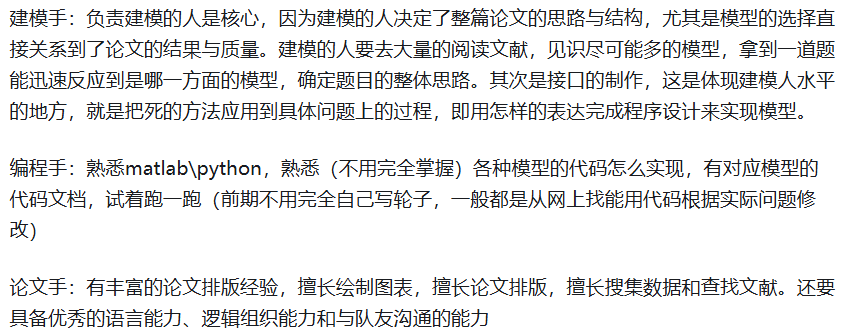 建模手：负责建模的人是核心，因为建模的人决定了整篇论文的思路与结构，尤其是模型的选择直
接关系到了论文的结果与质量。建模的人要去大量的阅读文献，见识尽可能多的模型，拿到一道题
能迅速反应到是哪一方面的模型，确定题目的整体思路。其次是接口的制作，这是体现建模人水平
的地方，就是把死的方法应用到具体问题上的过程，即用怎样的表达完成程序设计来实现模型。
编程手：熟悉matlab\python，熟悉（不用完全掌握）各种模型的代码怎么实现，有对应模型的
代码文档，试着跑一跑（前期不用完全自己写轮子，一般都是从网上找能用代码根据实际问题修
改）
论文手：有丰富的论文排版经验，擅长绘制图表，擅长论文排版，擅长搜集数据和查找文献。还要
具备优秀的语言能力、逻辑组织能力和与队友沟通的能力